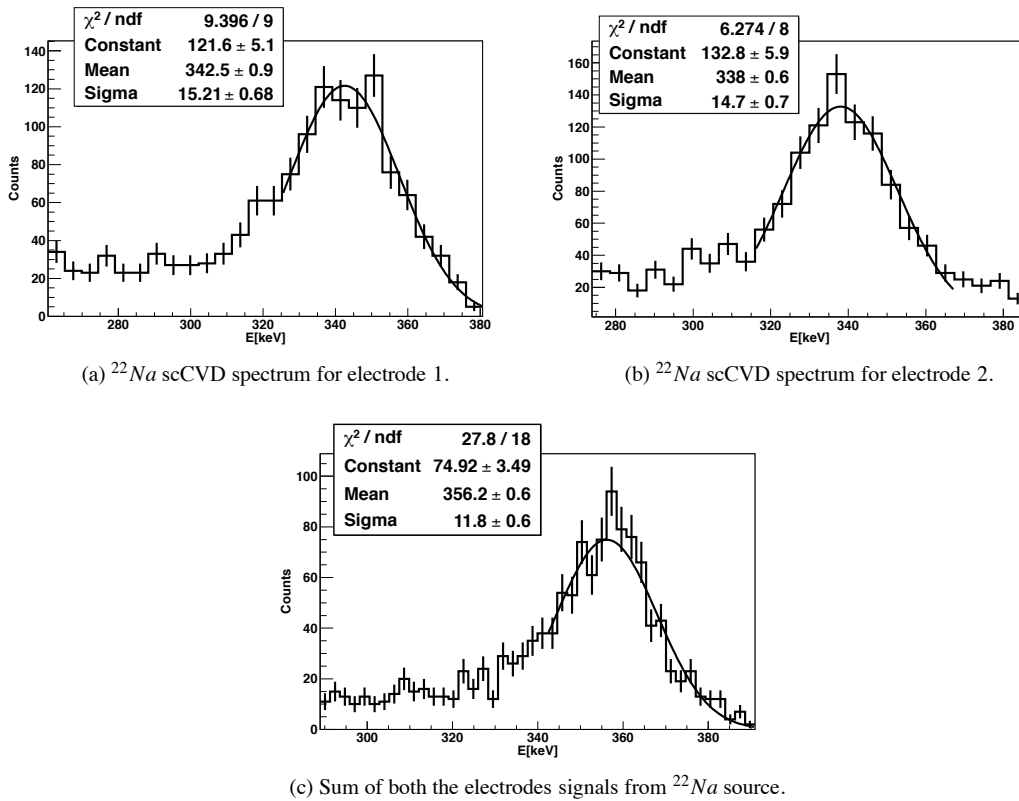 χ² / ndf 9.396 / 9
Constant 121.6 ± 5.1
Mean 342.5 ± 0.9
Sigma 15.21 ± 0.68
140
120
100
80
60
40
20
0
Counts
280 300 320 340 360 380
E[keV]
(a) ²²Na scCVD spectrum for electrode 1.
χ² / ndf 6.274 / 8
Constant 132.8 ± 5.9
Mean 338 ± 0.6
Sigma 14.7 ± 0.7
160
140
120
100
80
60
40
20
Counts
280 300 320 340 360 380
E[keV]
(b) ²²Na scCVD spectrum for electrode 2.
χ² / ndf 27.8 / 18
Constant 74.92 ± 3.49
Mean 356.2 ± 0.6
Sigma 11.8 ± 0.6
100
80
60
40
20
0
Counts
300 320 340 360 380
E[keV]
(c) Sum of both the electrodes signals from ²²Na source.